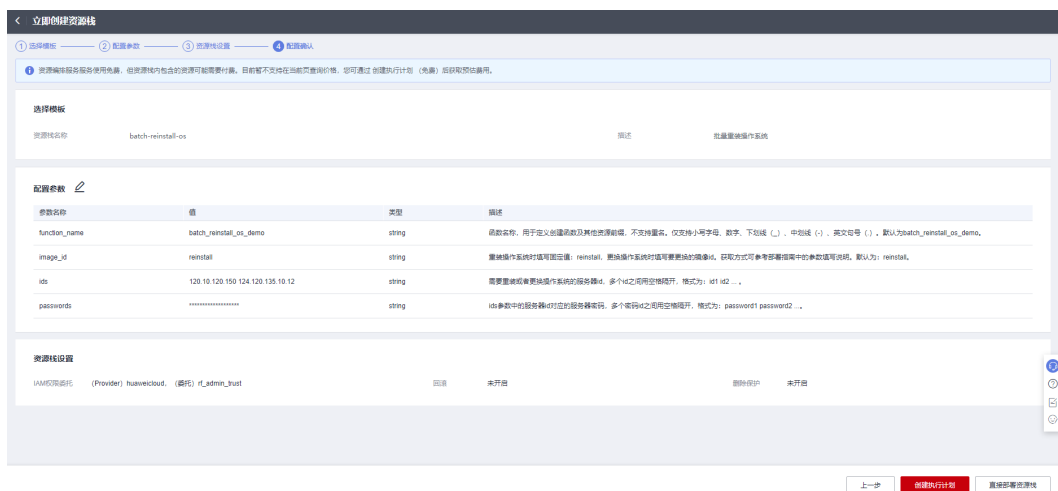 立即创建资源栈
1 选择模板 2 配置参数 3 资源栈设置 4 配置确认
资源编排服务服务使用免费，但资源栈内包含的资源可能需要付费。目前暂不支持在当前页查询价格，您可通过 创建执行计划 （免费）后获取预估费用。
选择模板
资源栈名称 batch-reinstall-os 描述 批量重装操作系统
配置参数
参数名称 值 类型 描述
function_name batch_reinstall_os_demo string 函数名称，用于定义创建函数及其他资源前缀，不支持重名。仅支持小写字母、数字、下划线（_）、中划线（-）、英文句号（.）。默认为batch_reinstall_os_demo。
image_id reinstall string 重装操作系统时填写固定值：reinstall，更换操作系统时填写要更换的镜像id。获取方式可参考部署指南中的参数填写说明。默认为：reinstall。
ids 120.10.120.150 124.120.135.10.12 string 需要重装或者更换操作系统的服务器id，多个id之间用空格隔开，格式为：id1 id2 ...。
passwords ****************** string ids参数中的服务器id对应的服务器密码，多个密码id之间用空格隔开，格式为：password1 password2 ...。
资源栈设置
IAM权限委托 (Provider) huaweicloud, (委托) rf_admin_trust 回滚 未开启 删除保护 未开启
上一步 创建执行计划 直接部署资源栈